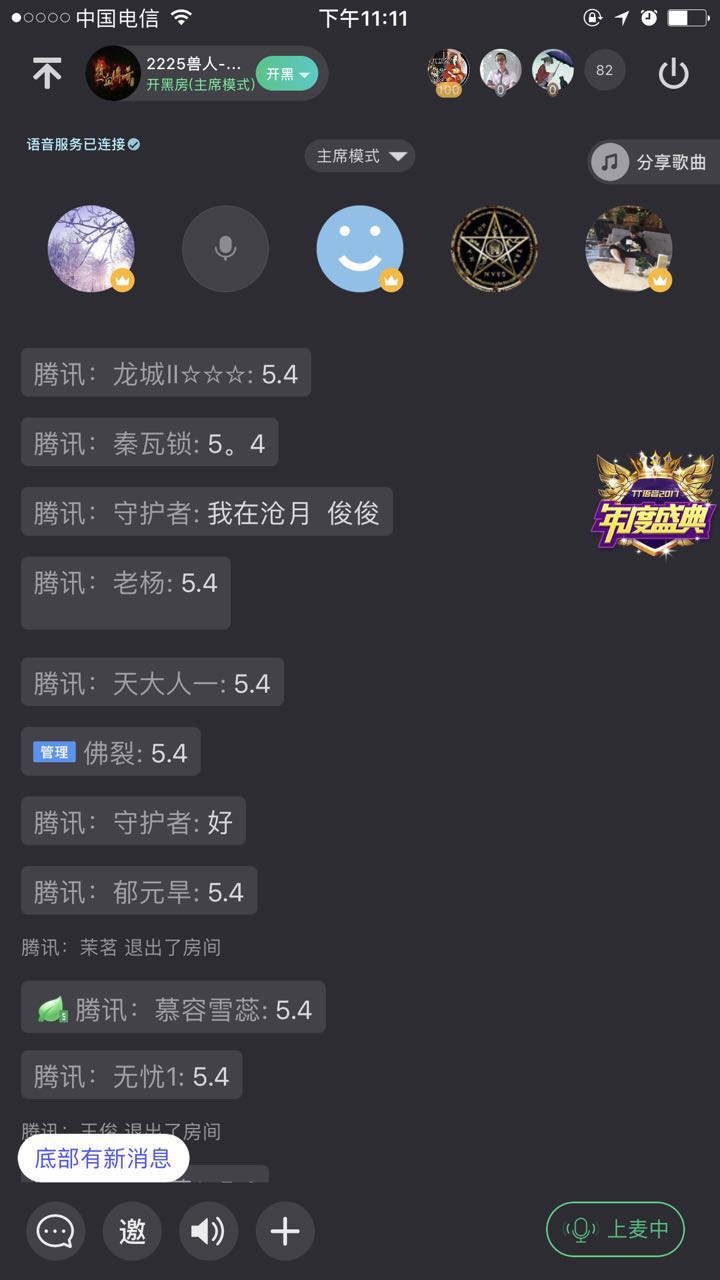 中国电信
下午11:11
2225兽人-...
开黑房(主席模式)
开黑
100
0
0
82
语音服务已连接
主席模式
分享歌曲
腾讯：龙城II☆☆☆: 5.4
腾讯：秦瓦锁: 5。4
腾讯：守护者: 我在沧月 俊俊
TT语音2017
年度盛典
腾讯：老杨: 5.4
腾讯：天大人一: 5.4
管理 佛裂: 5.4
腾讯：守护者: 好
腾讯：郁元旱: 5.4
腾讯：茉茗 退出了房间
5 腾讯：慕容雪蕊: 5.4
腾讯：无忧1: 5.4
腾讯：王俊 退出了房间
底部有新消息
邀
上麦中